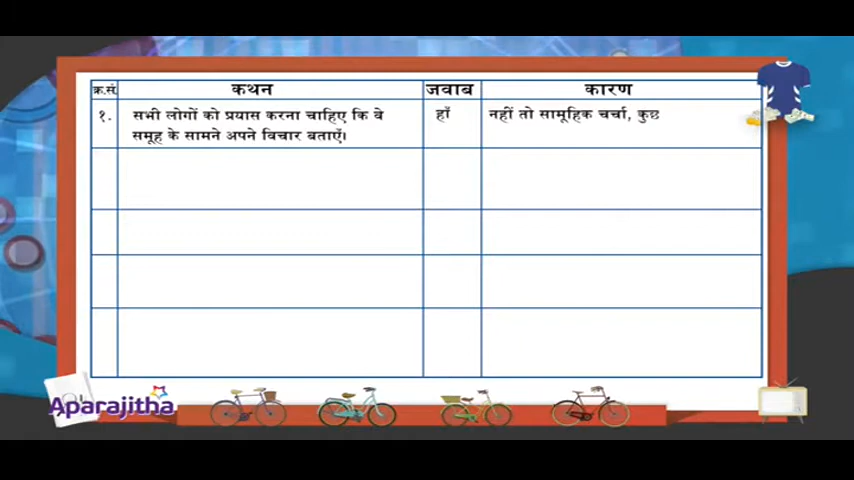 क्र.सं. कथन जवाब कारण
१. सभी लोगों को प्रयास करना चाहिए कि वे हाँ नहीं तो सामूहिक चर्चा, कुछ
समूह के सामने अपने विचार बताएँ।
Aparajitha